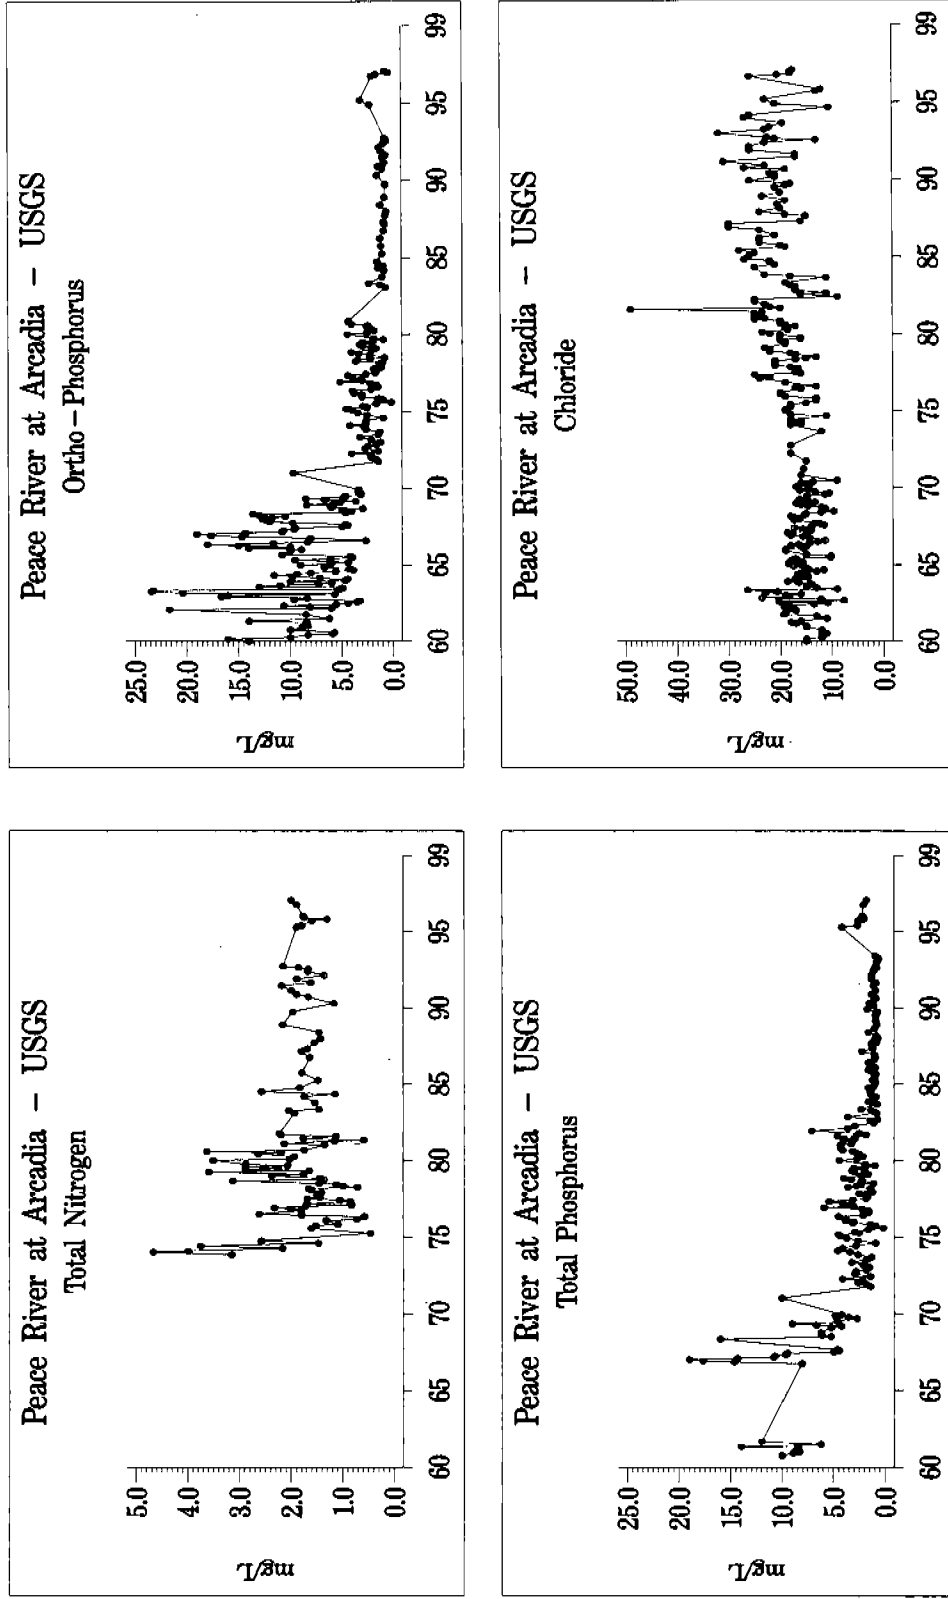 Peace River at Arcadia — USGS
Total Nitrogen
5.0
4.0
3.0
2.0
1.0
0.0
mg/L
60 65 70 75 80 85 90 95 99
Peace River at Arcadia — USGS
Ortho—Phosphorus
25.0
20.0
15.0
10.0
5.0
0.0
mg/L
60 65 70 75 80 85 90 95 99
Peace River at Arcadia — USGS
Total Phosphorus
25.0
20.0
15.0
10.0
5.0
0.0
mg/L
60 65 70 75 80 85 90 95 99
Peace River at Arcadia — USGS
Chloride
50.0
40.0
30.0
20.0
10.0
0.0
mg/L
60 65 70 75 80 85 90 95 99